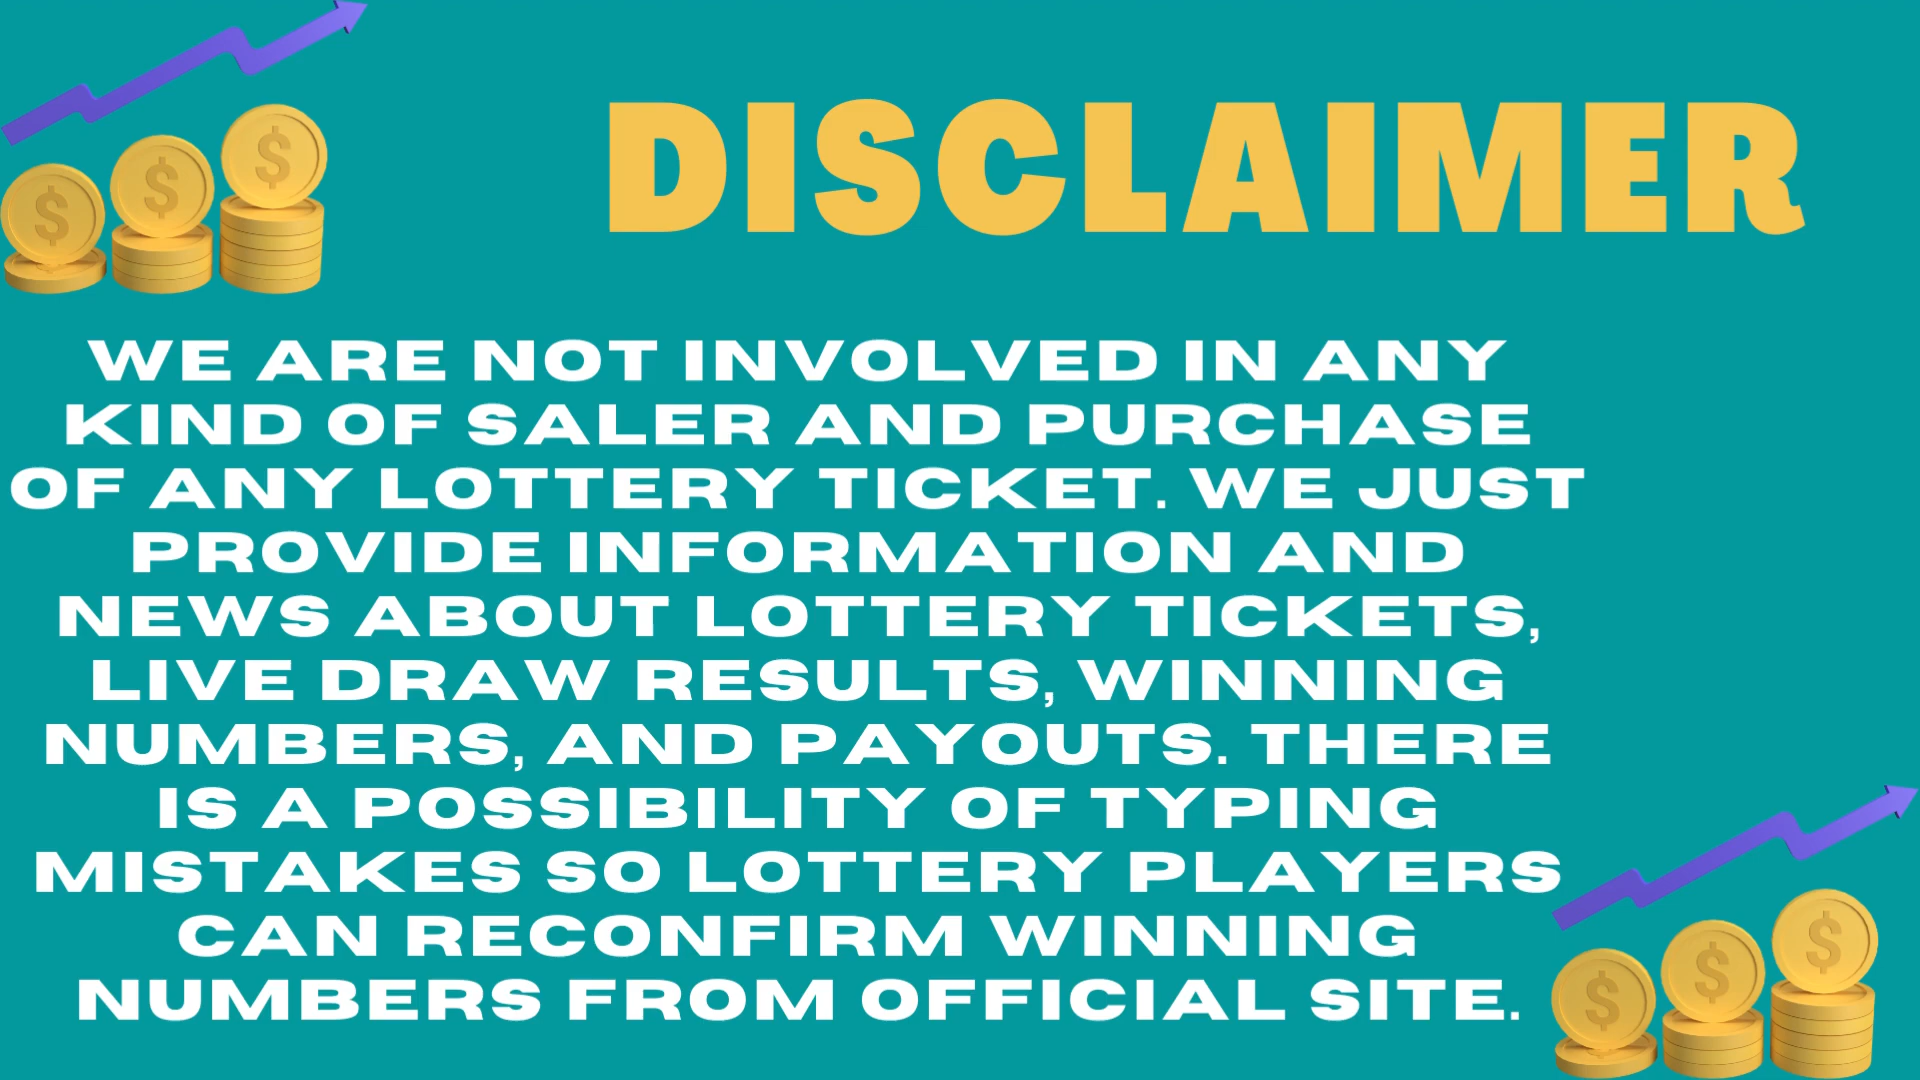 DISCLAIMER
WE ARE NOT INVOLVED IN ANY
KIND OF SALER AND PURCHASE
OF ANY LOTTERY TICKET. WE JUST
PROVIDE INFORMATION AND
NEWS ABOUT LOTTERY TICKETS,
LIVE DRAW RESULTS, WINNING
NUMBERS, AND PAYOUTS. THERE
IS A POSSIBILITY OF TYPING
MISTAKES SO LOTTERY PLAYERS
CAN RECONFIRM WINNING
NUMBERS FROM OFFICIAL SITE.